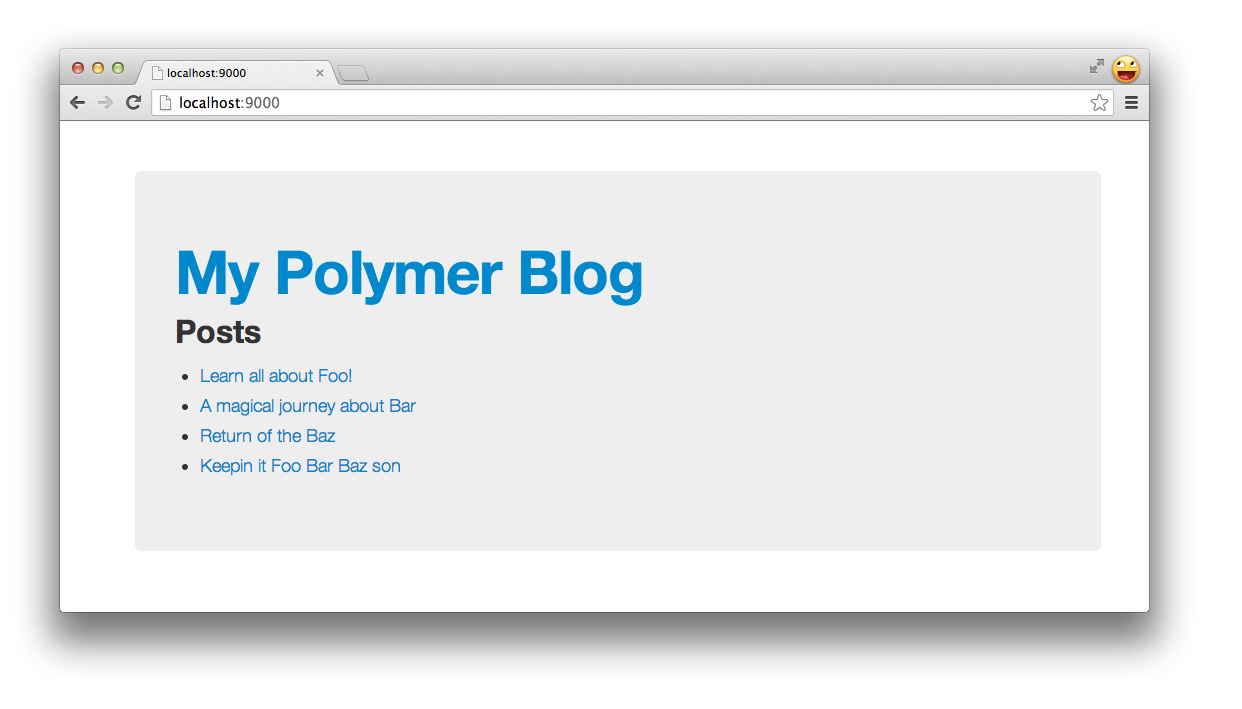 localhost:9000
localhost:9000
My Polymer Blog
Posts
Learn all about Foo!
A magical journey about Bar
Return of the Baz
Keepin it Foo Bar Baz son